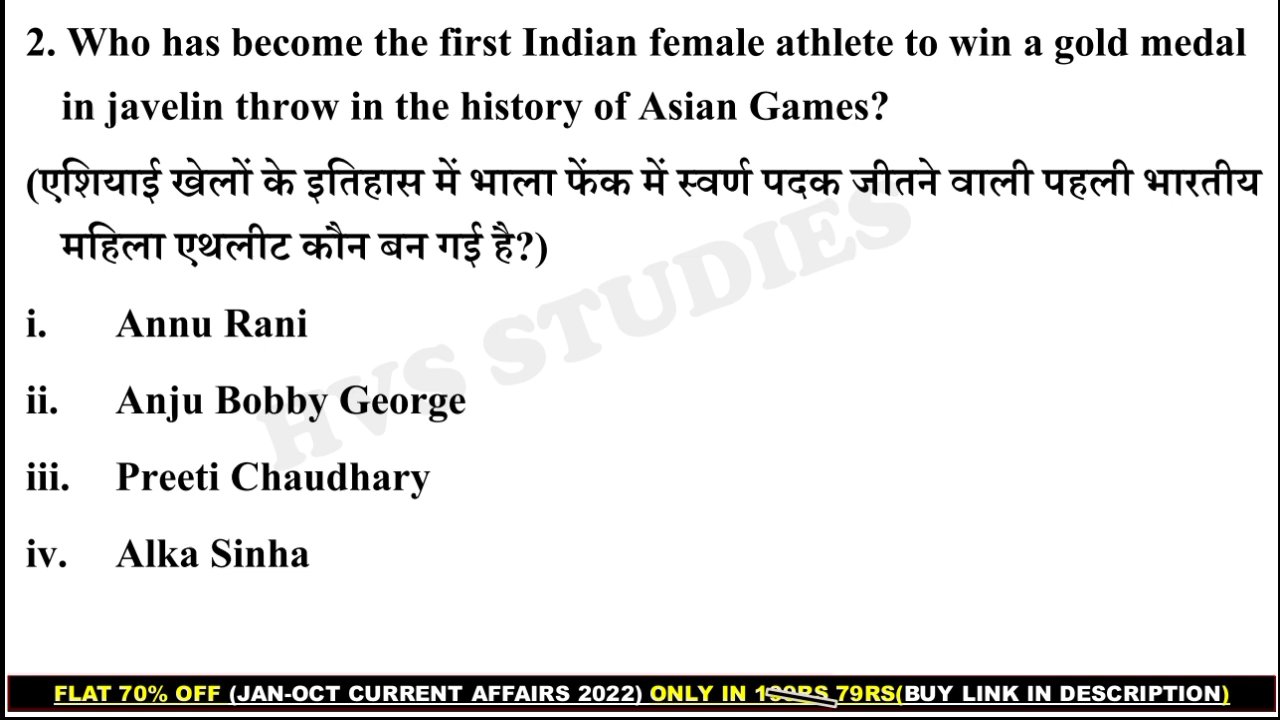 2. Who has become the first Indian female athlete to win a gold medal
in javelin throw in the history of Asian Games?
(एशियाई खेलों के इतिहास में भाला फेंक में स्वर्ण पदक जीतने वाली पहली भारतीय
महिला एथलीट कौन बन गई है?)
HVS STUDIES
i. Annu Rani
ii. Anju Bobby George
iii. Preeti Chaudhary
iv. Alka Sinha
FLAT 70% OFF (JAN-OCT CURRENT AFFAIRS 2022) ONLY IN 79RS(BUY LINK IN DESCRIPTION)